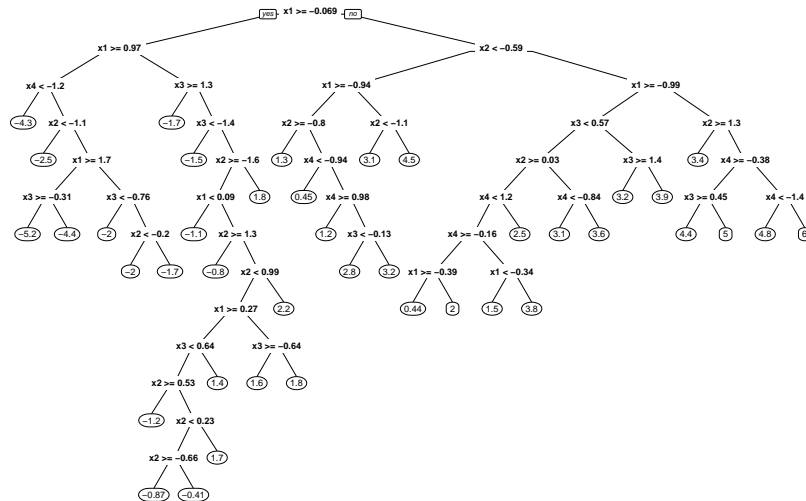 yes x1 >= −0.069 no
x1 >= 0.97 x2 < −0.59
x4 < −1.2 x3 >= 1.3 x1 >= −0.94 x1 >= −0.99
−4.3 x2 < −1.1 −1.7 x3 < −1.4 x2 >= −0.8 x2 < −1.1 x3 < 0.57 x2 >= 1.3
−2.5 x1 >= 1.7 −1.5 x2 >= −1.6 1.3 x4 < −0.94 3.1 4.5 x2 >= 0.03 x3 >= 1.4 3.4 x4 >= −0.38
x3 >= −0.31 x3 < −0.76 x1 < 0.09 1.8 0.45 x4 >= 0.98 x4 < 1.2 x4 < −0.84 3.2 3.9 x3 >= 0.45 x4 < −1.4
−5.2 −4.4 −2 x2 < −0.2 −1.1 x2 >= 1.3 1.2 x3 < −0.13 x4 >= −0.16 2.5 3.1 3.6 4.4 5 4.8 6
−2 −1.7 −0.8 x2 < 0.99 2.8 3.2 x1 >= −0.39 x1 < −0.34
x1 >= 0.27 2.2 0.44 2 1.5 3.8
x3 < 0.64 x3 >= −0.64
x2 >= 0.53 1.4 1.6 1.8
−1.2 x2 < 0.23
x2 >= −0.66 1.7
−0.87 −0.41